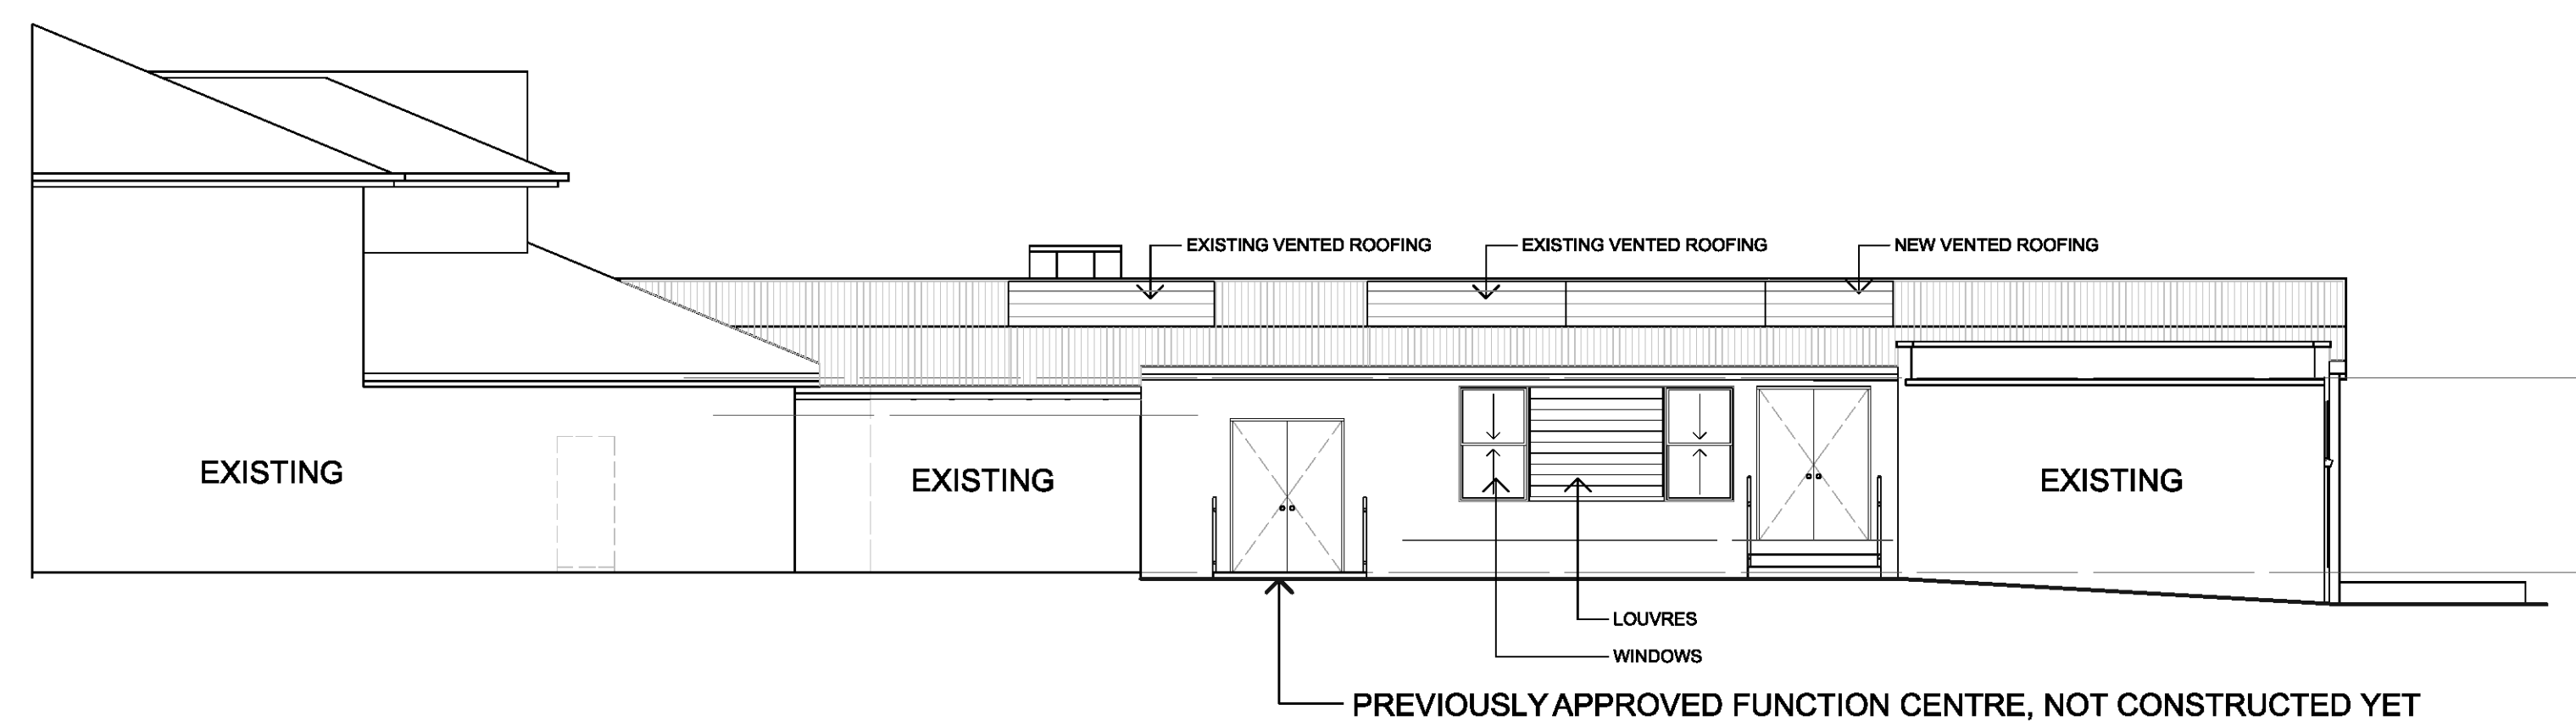 EXISTING VENTED ROOFING
EXISTING VENTED ROOFING
NEW VENTED ROOFING
EXISTING
EXISTING
EXISTING
LOUVRES
WINDOWS
PREVIOUSLY APPROVED FUNCTION CENTRE, NOT CONSTRUCTED YET